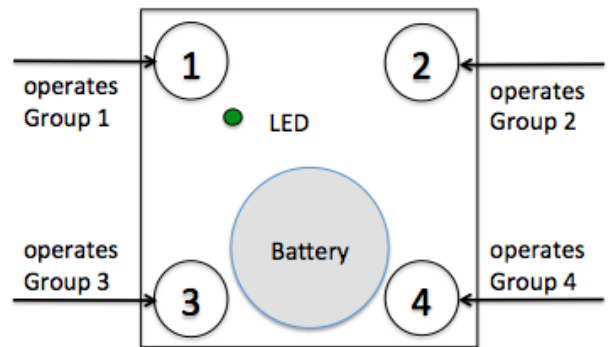 1
2
operates
Group 1
operates
Group 2
LED
Battery
operates
Group 3
operates
Group 4
3
4